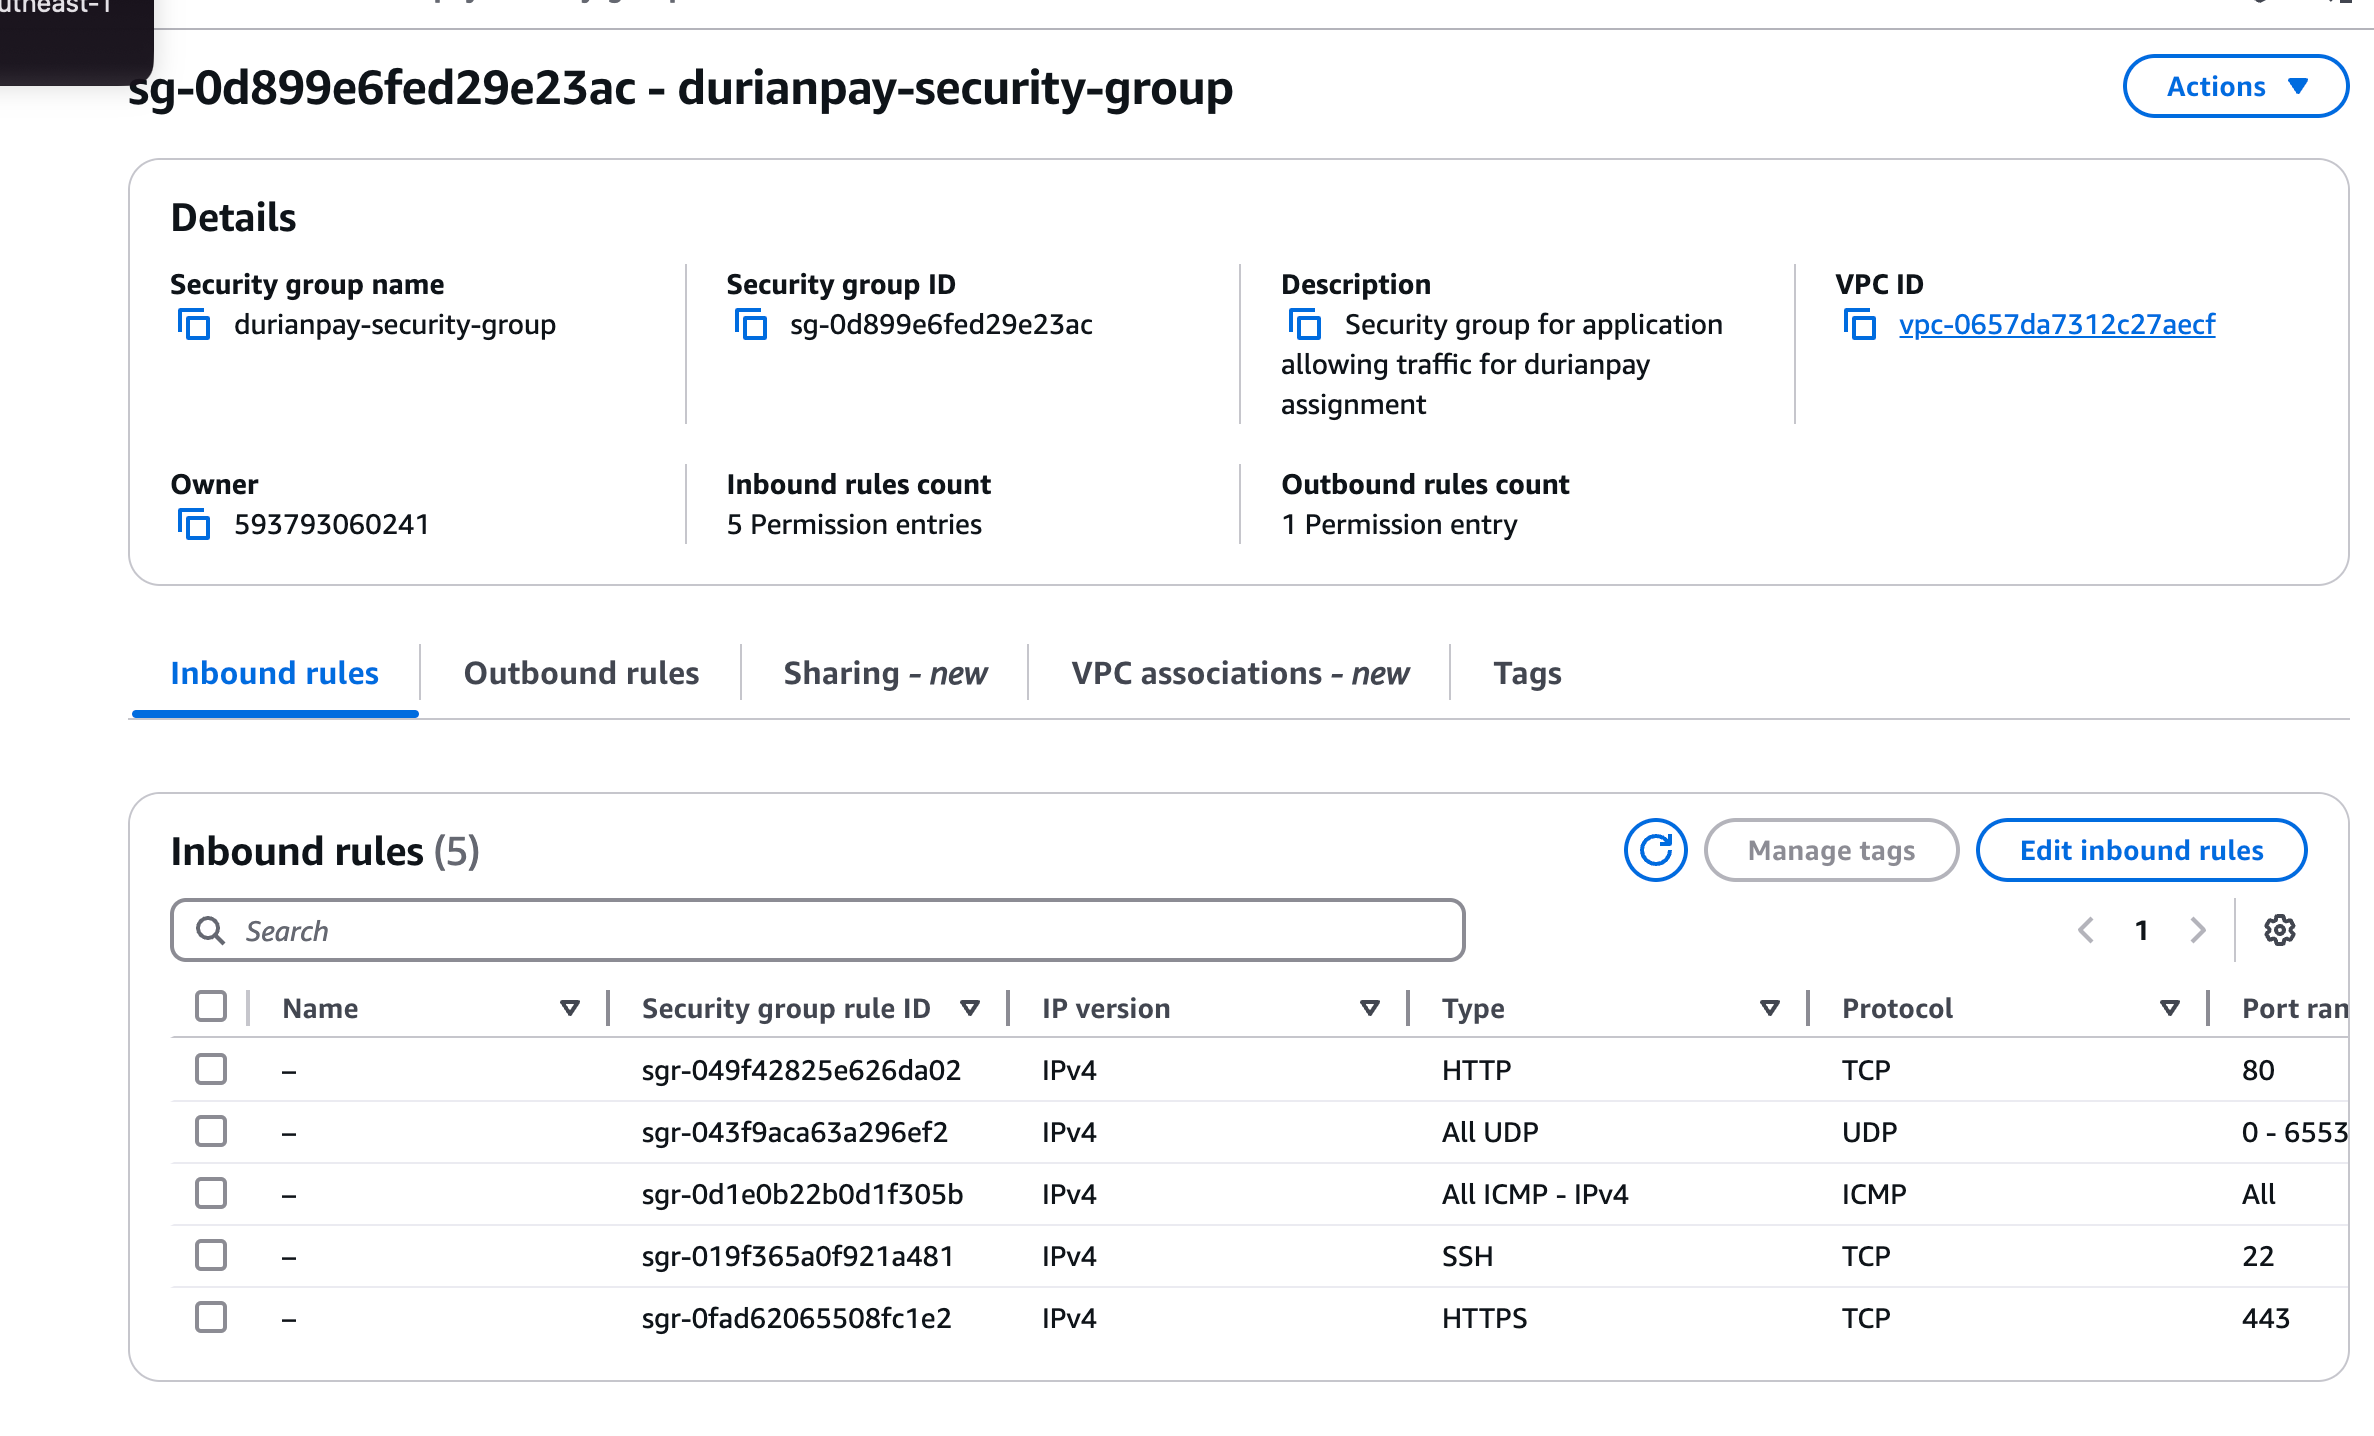 sg-0d899e6fed29e23ac - durianpay-security-group
Actions
Details
Security group name
durianpay-security-group
Security group ID
sg-0d899e6fed29e23ac
Description
Security group for application
allowing traffic for durianpay
assignment
VPC ID
vpc-0657da7312c27aecf
Owner
593793060241
Inbound rules count
5 Permission entries
Outbound rules count
1 Permission entry
Inbound rules
Outbound rules
Sharing - new
VPC associations - new
Tags
Inbound rules (5)
Manage tags
Edit inbound rules
Search
1
Name Security group rule ID IP version Type Protocol Port ran
– sgr-049f42825e626da02 IPv4 HTTP TCP 80
– sgr-043f9aca63a296ef2 IPv4 All UDP UDP 0 - 6553
– sgr-0d1e0b22b0d1f305b IPv4 All ICMP - IPv4 ICMP All
– sgr-019f365a0f921a481 IPv4 SSH TCP 22
– sgr-0fad62065508fc1e2 IPv4 HTTPS TCP 443